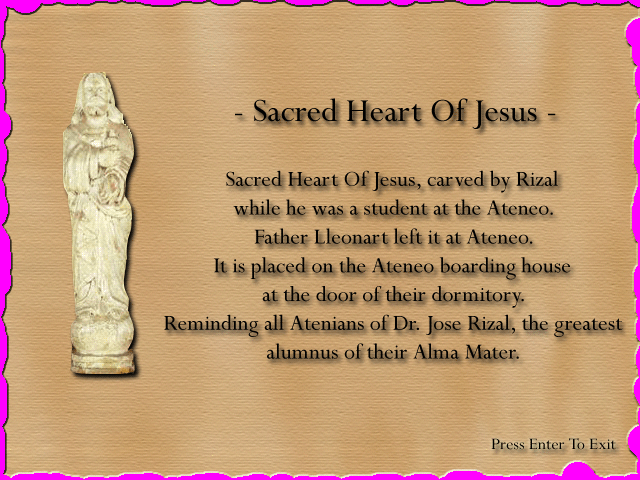 - Sacred Heart Of Jesus -
Sacred Heart Of Jesus, carved by Rizal
while he was a student at the Ateneo.
Father Lleonart left it at Ateneo.
It is placed on the Ateneo boarding house
at the door of their dormitory.
Reminding all Atenians of Dr. Jose Rizal, the greatest
alumnus of their Alma Mater.
Press Enter To Exit